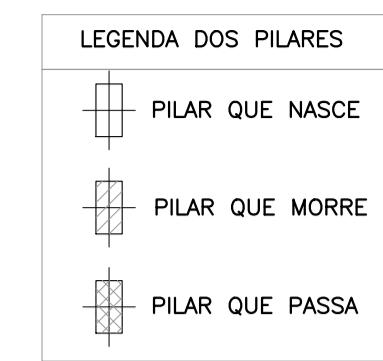 LEGENDA DOS PILARES
PILAR QUE NASCE
PILAR QUE MORRE
PILAR QUE PASSA